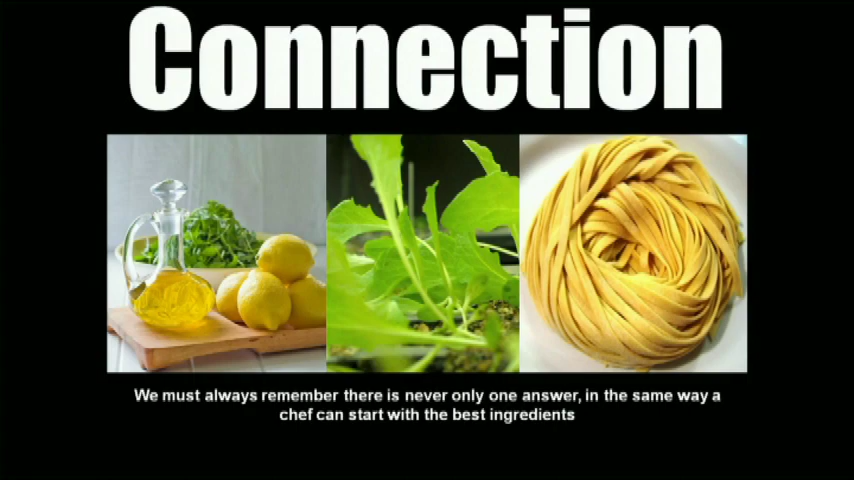 Connection
We must always remember there is never only one answer, in the same way a
chef can start with the best ingredients